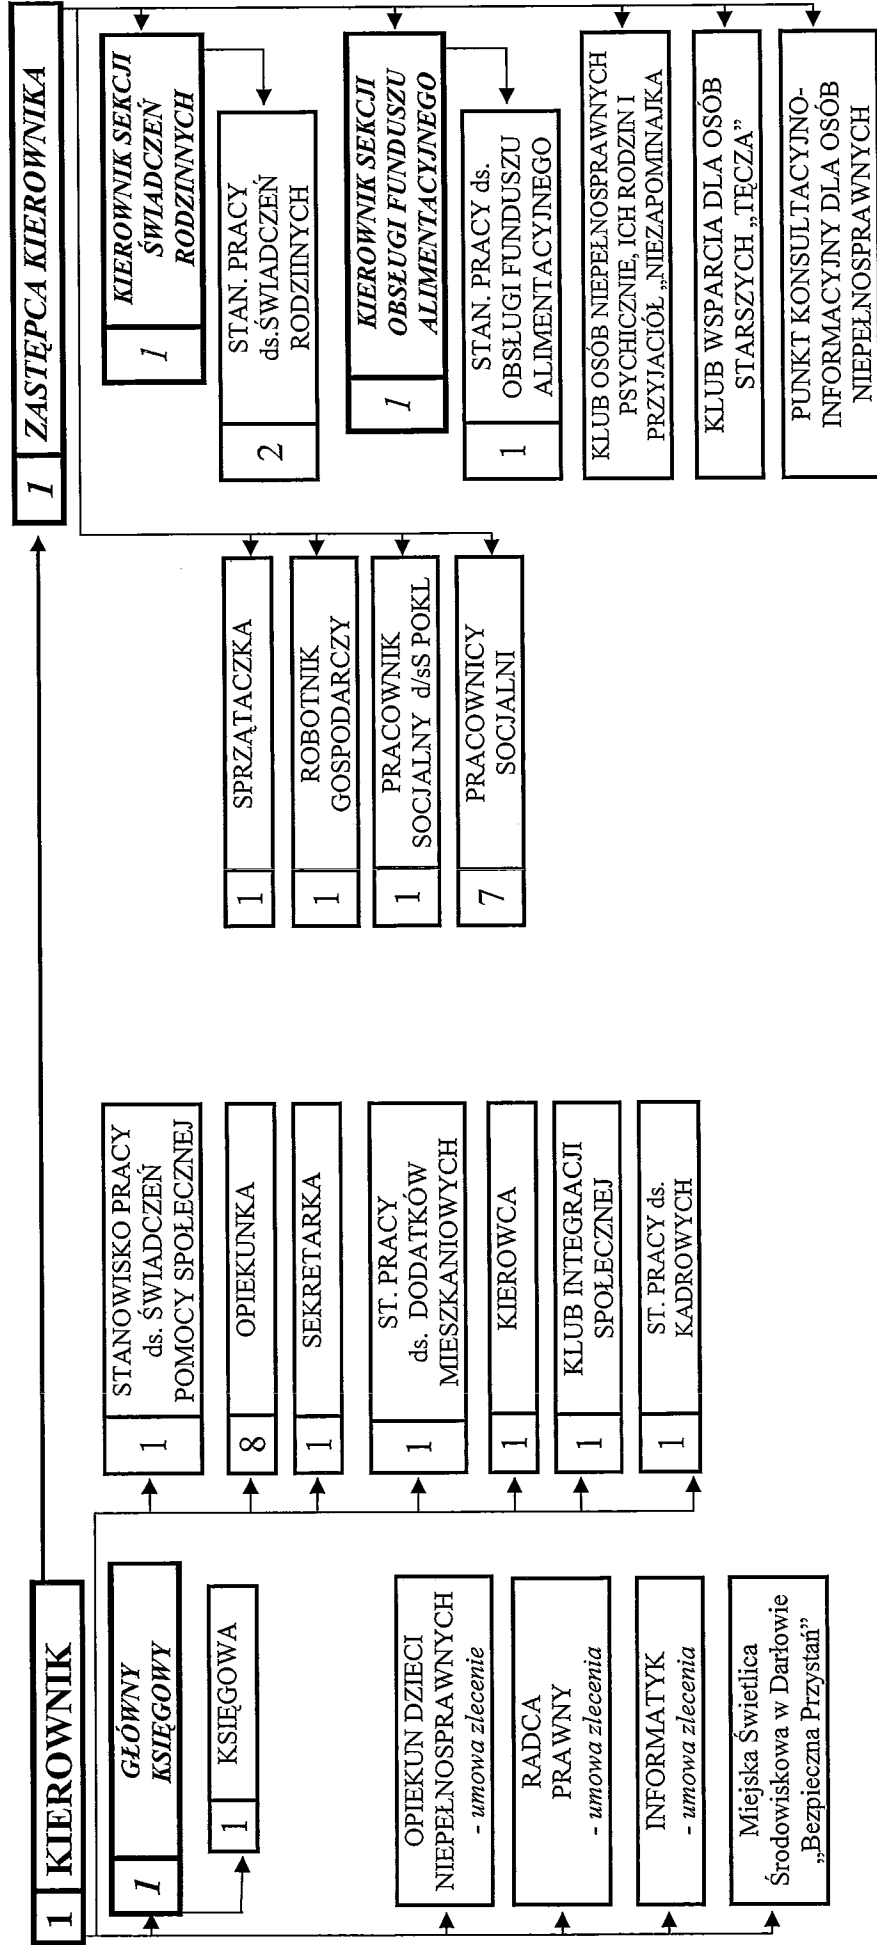 1 KIEROWNIK
1 GŁÓWNY
KSIĘGOWY
1 KSIĘGOWA
OPIEKUN DZIECI
NIEPEŁNOSPRAWNYCH
- umowa zlecenie
RADCA
PRAWNY
- umowa zlecenia
INFORMATYK
- umowa zlecenia
Miejska Świetlica
Środowiskowa w Darłowie
„Bezpieczna Przystań”
1 STANOWISKO PRACY
ds. ŚWIADCZEŃ
POMOCY SPOŁECZNEJ
8 OPIEKUNKA
1 SEKRETARKA
1 ST. PRACY
ds. DODATKÓW
MIESZKANIOWYCH
1 KIEROWCA
1 KLUB INTEGRACJI
SPOŁECZNEJ
1 ST. PRACY ds.
KADROWYCH
1 ZASTĘPCA KIEROWNIKA
1 SPRZĄTACZKA
1 ROBOTNIK
GOSPODARCZY
1 PRACOWNIK
SOCJALNY d/sS POKL
7 PRACOWNICY
SOCJALNI
1 KIEROWNIK SEKCJI
ŚWIADCZEŃ
RODZINNYCH
2 STAN. PRACY
ds.ŚWIADCZEŃ
RODZIINYCH
1 KIEROWNIK SEKCJI
OBSŁUGI FUNDUSZU
ALIMENTACYJNEGO
1 STAN. PRACY ds.
OBSŁUGI FUNDUSZU
ALIMENTACYJNEGO
KLUB OSÓB NIEPEŁNOSPRAWNYCH
PSYCHICZNIE, ICH RODZIN I
PRZYJACIÓŁ „NIEZAPOMINAJKA
KLUB WSPARCIA DLA OSÓB
STARSZYCH „TĘCZA”
PUNKT KONSULTACYJNO-
INFORMACYJNY DLA OSÓB
NIEPEŁNOSPRAWNYCH